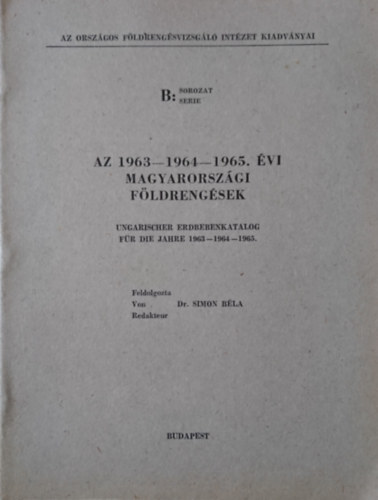 AZ ORSZÁGOS FÖLDRENGÉSVIZSGÁLÓ INTÉZET KIADVÁNYAI
B: SOROZAT
SERIE
AZ 1963—1964—1965. ÉVI
MAGYARORSZÁGI
FÖLDRENGÉSEK
UNGARISCHER ERDBEBENKATALOG
FÜR DIE JAHRE 1963—1964—1965.
Feldolgozta
Von Dr. SIMON BÉLA
Redakteur
BUDAPEST